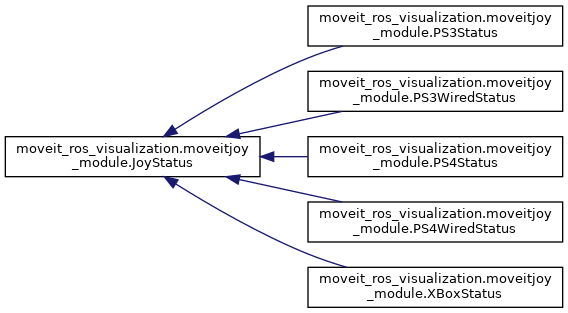 moveit_ros_visualization.moveitjoy
_module.PS3Status
moveit_ros_visualization.moveitjoy
_module.PS3WiredStatus
moveit_ros_visualization.moveitjoy
_module.JoyStatus
moveit_ros_visualization.moveitjoy
_module.PS4Status
moveit_ros_visualization.moveitjoy
_module.PS4WiredStatus
moveit_ros_visualization.moveitjoy
_module.XBoxStatus